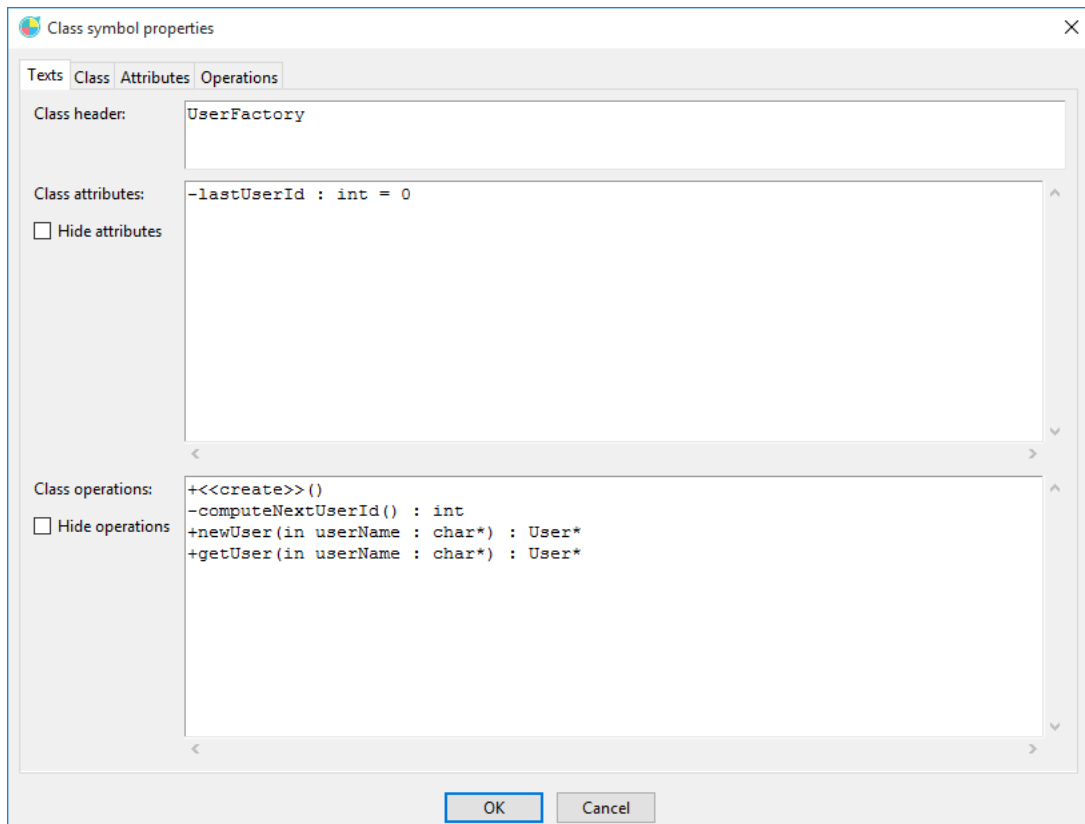 Class symbol properties
Texts Class Attributes Operations
Class header:
UserFactory
Class attributes:
-lastUserId : int = 0
Hide attributes
Class operations:
+<<create>>()
-computeNextUserId() : int
Hide operations
+newUser(in userName : char*) : User*
+getUser(in userName : char*) : User*
OK Cancel